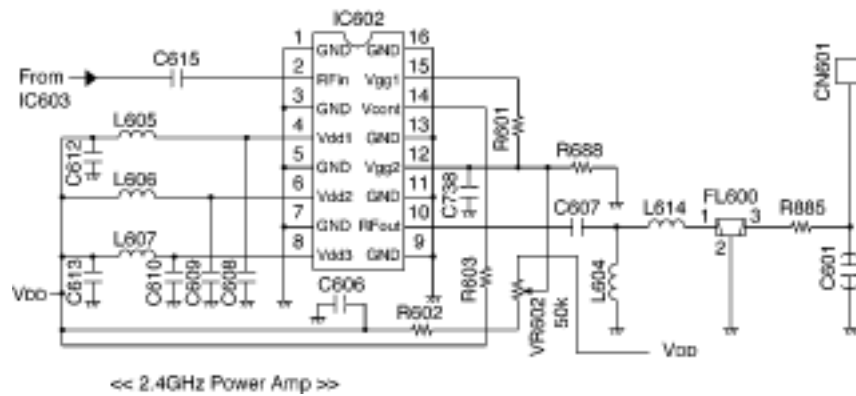 IC602
1 GND GND 16
C615
From
IC603
2 RFin Vgg1 15
3 GND Vcont 14
L605
4 Vdd1 GND 13
R601
C612
5 GND Vgg2 12
R688
L606
6 Vdd2 GND 11
C738
7 GND RFout 10
C607
L614
FL600
1 3
2
R885
CN601
L607
8 Vdd3 GND 9
C613
C610
C609
C608
R603
L604
C601
VDD
C606
R602
VR602
50k
VDD
<< 2.4GHz Power Amp >>